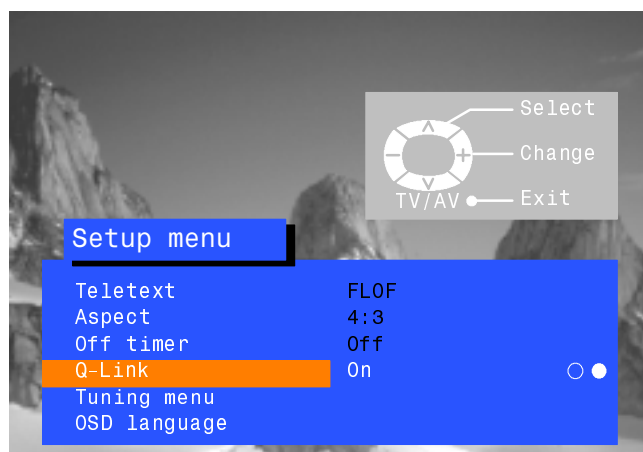 Select
Change
TV/AV Exit
Setup menu
Teletext FLOF
Aspect 4:3
Off timer Off
Q-Link On
Tuning menu
OSD language